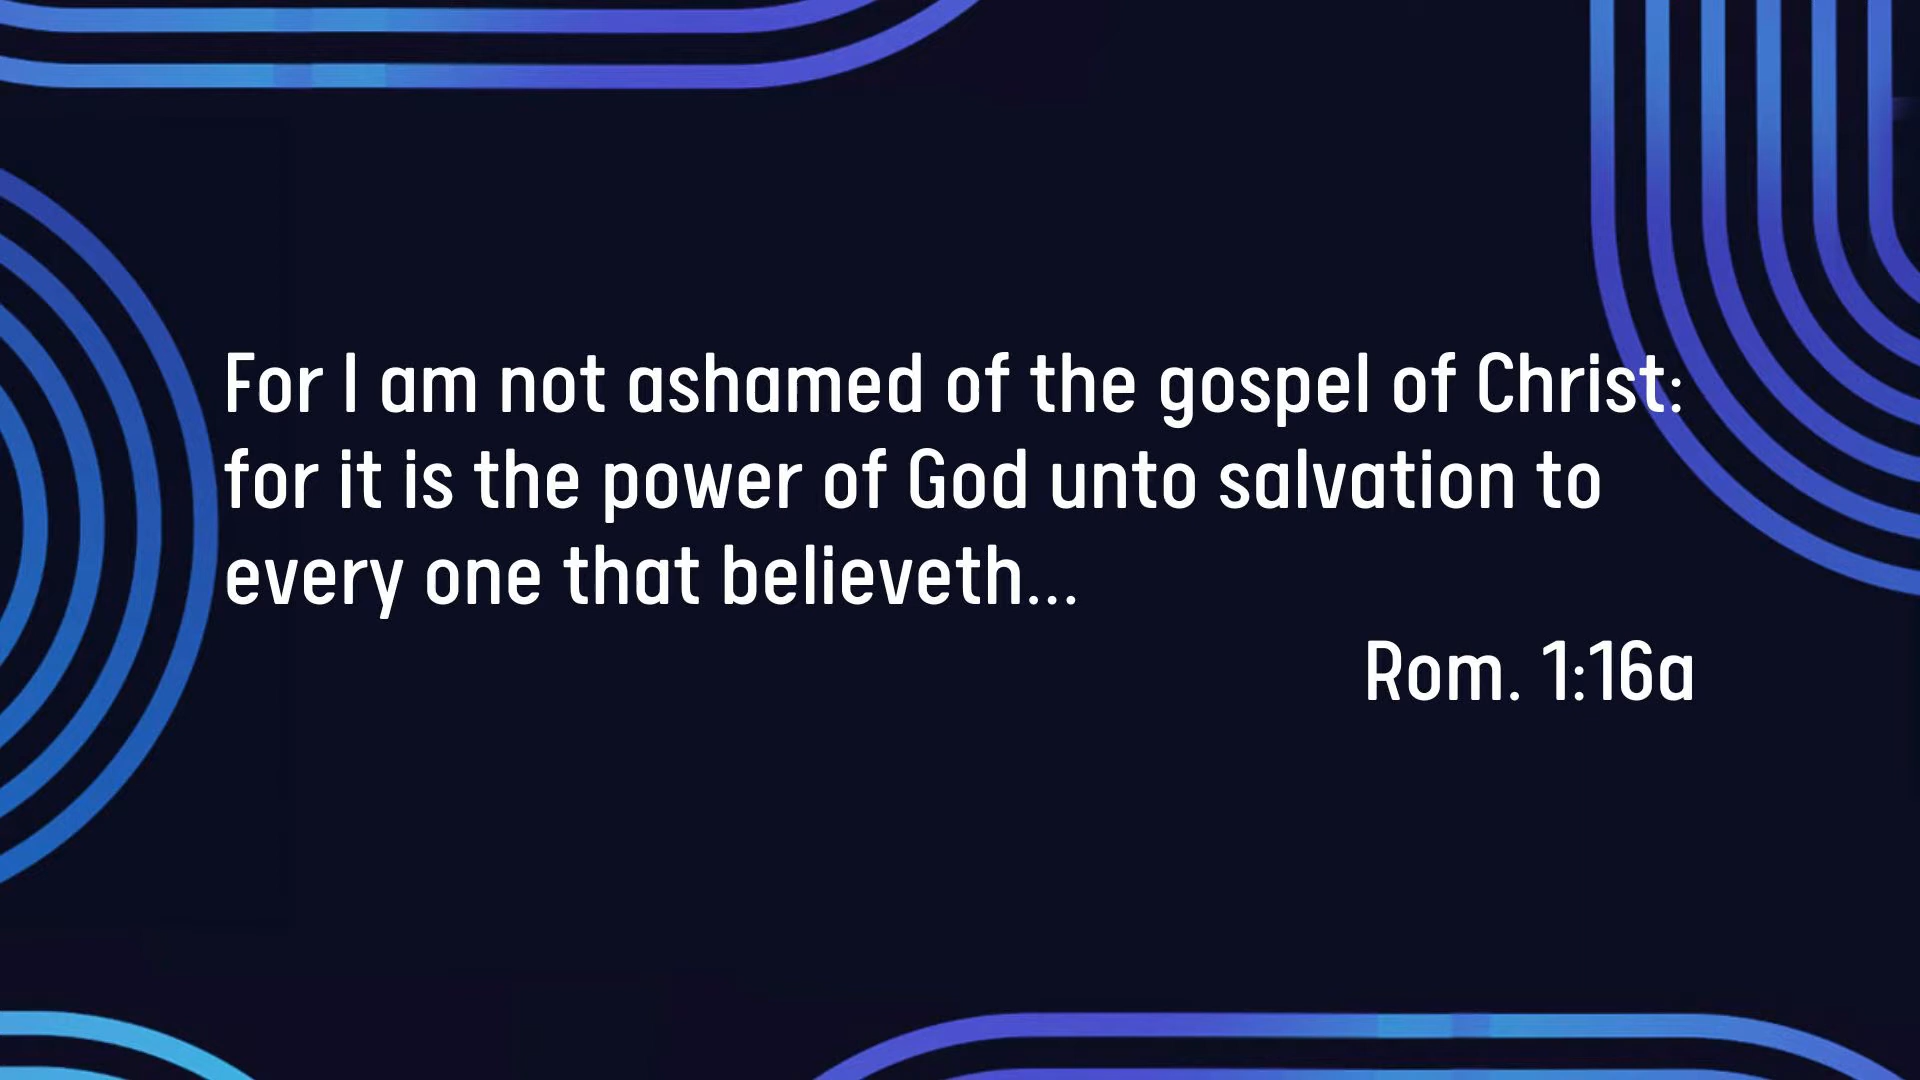 For I am not ashamed of the gospel of Christ:
for it is the power of God unto salvation to
every one that believeth...
Rom. 1:16a